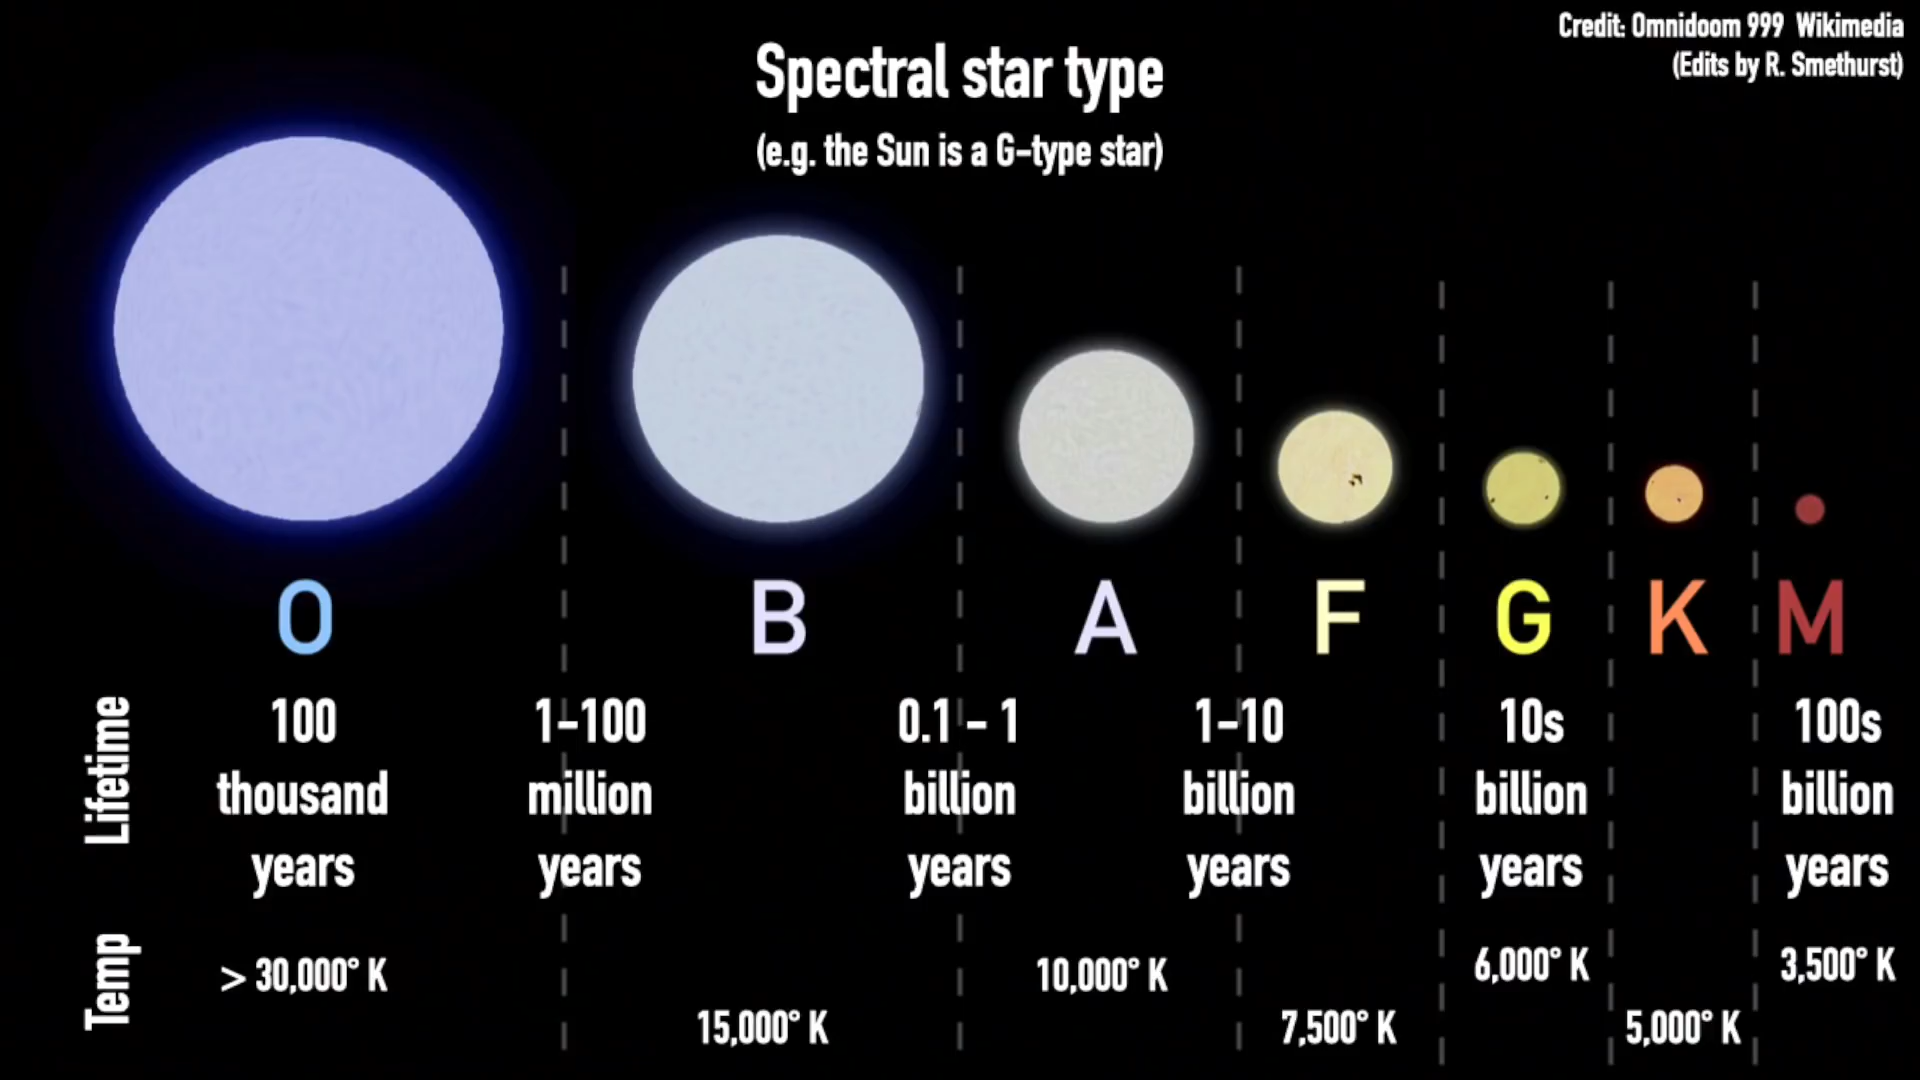 Credit: Omnidoom 999 Wikimedia
(Edits by R. Smethurst)
Spectral star type
(e.g. the Sun is a G-type star)
O B A F G K M
Lifetime
100 thousand years
1-100 million years
0.1 - 1 billion years
1-10 billion years
10s billion years
100s billion years
Temp
> 30,000° K
15,000° K
10,000° K
7,500° K
6,000° K
5,000° K
3,500° K